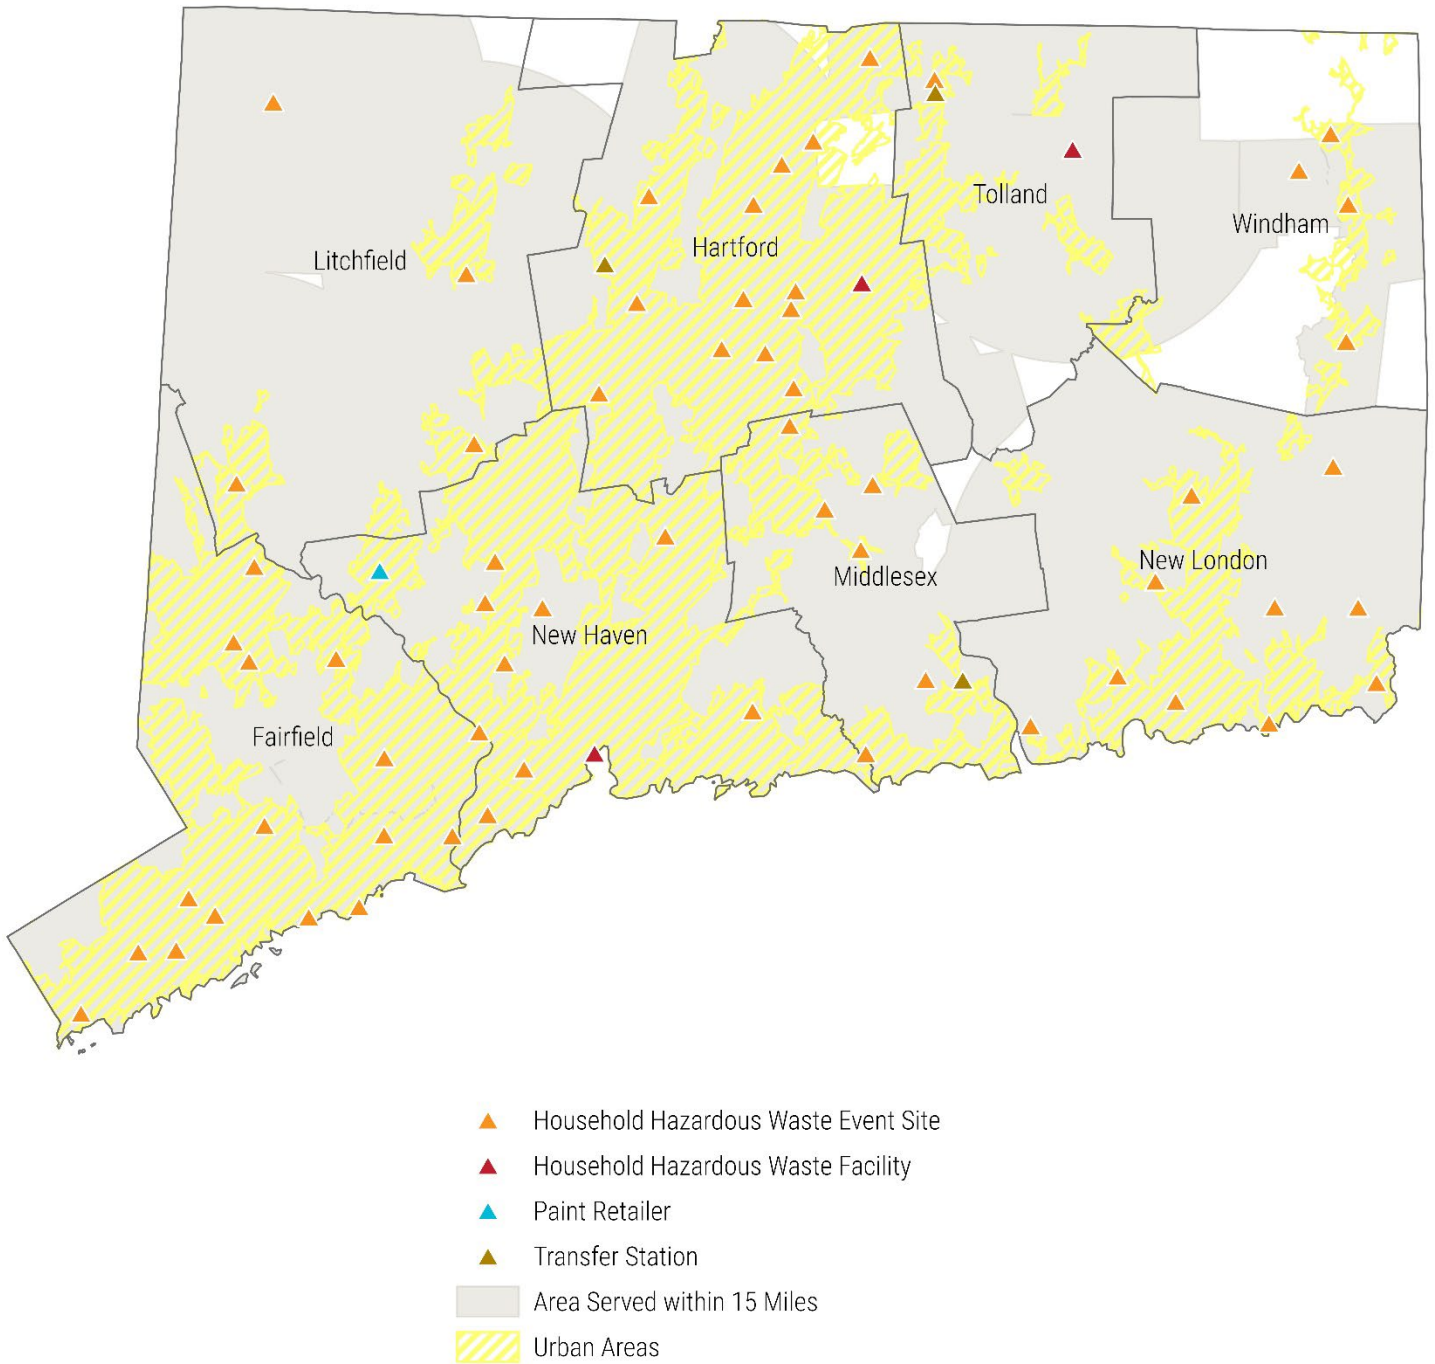 Tolland
Windham
Hartford
Litchfield
New London
Middlesex
New Haven
Fairfield
Household Hazardous Waste Event Site
Household Hazardous Waste Facility
Paint Retailer
Transfer Station
Area Served within 15 Miles
Urban Areas